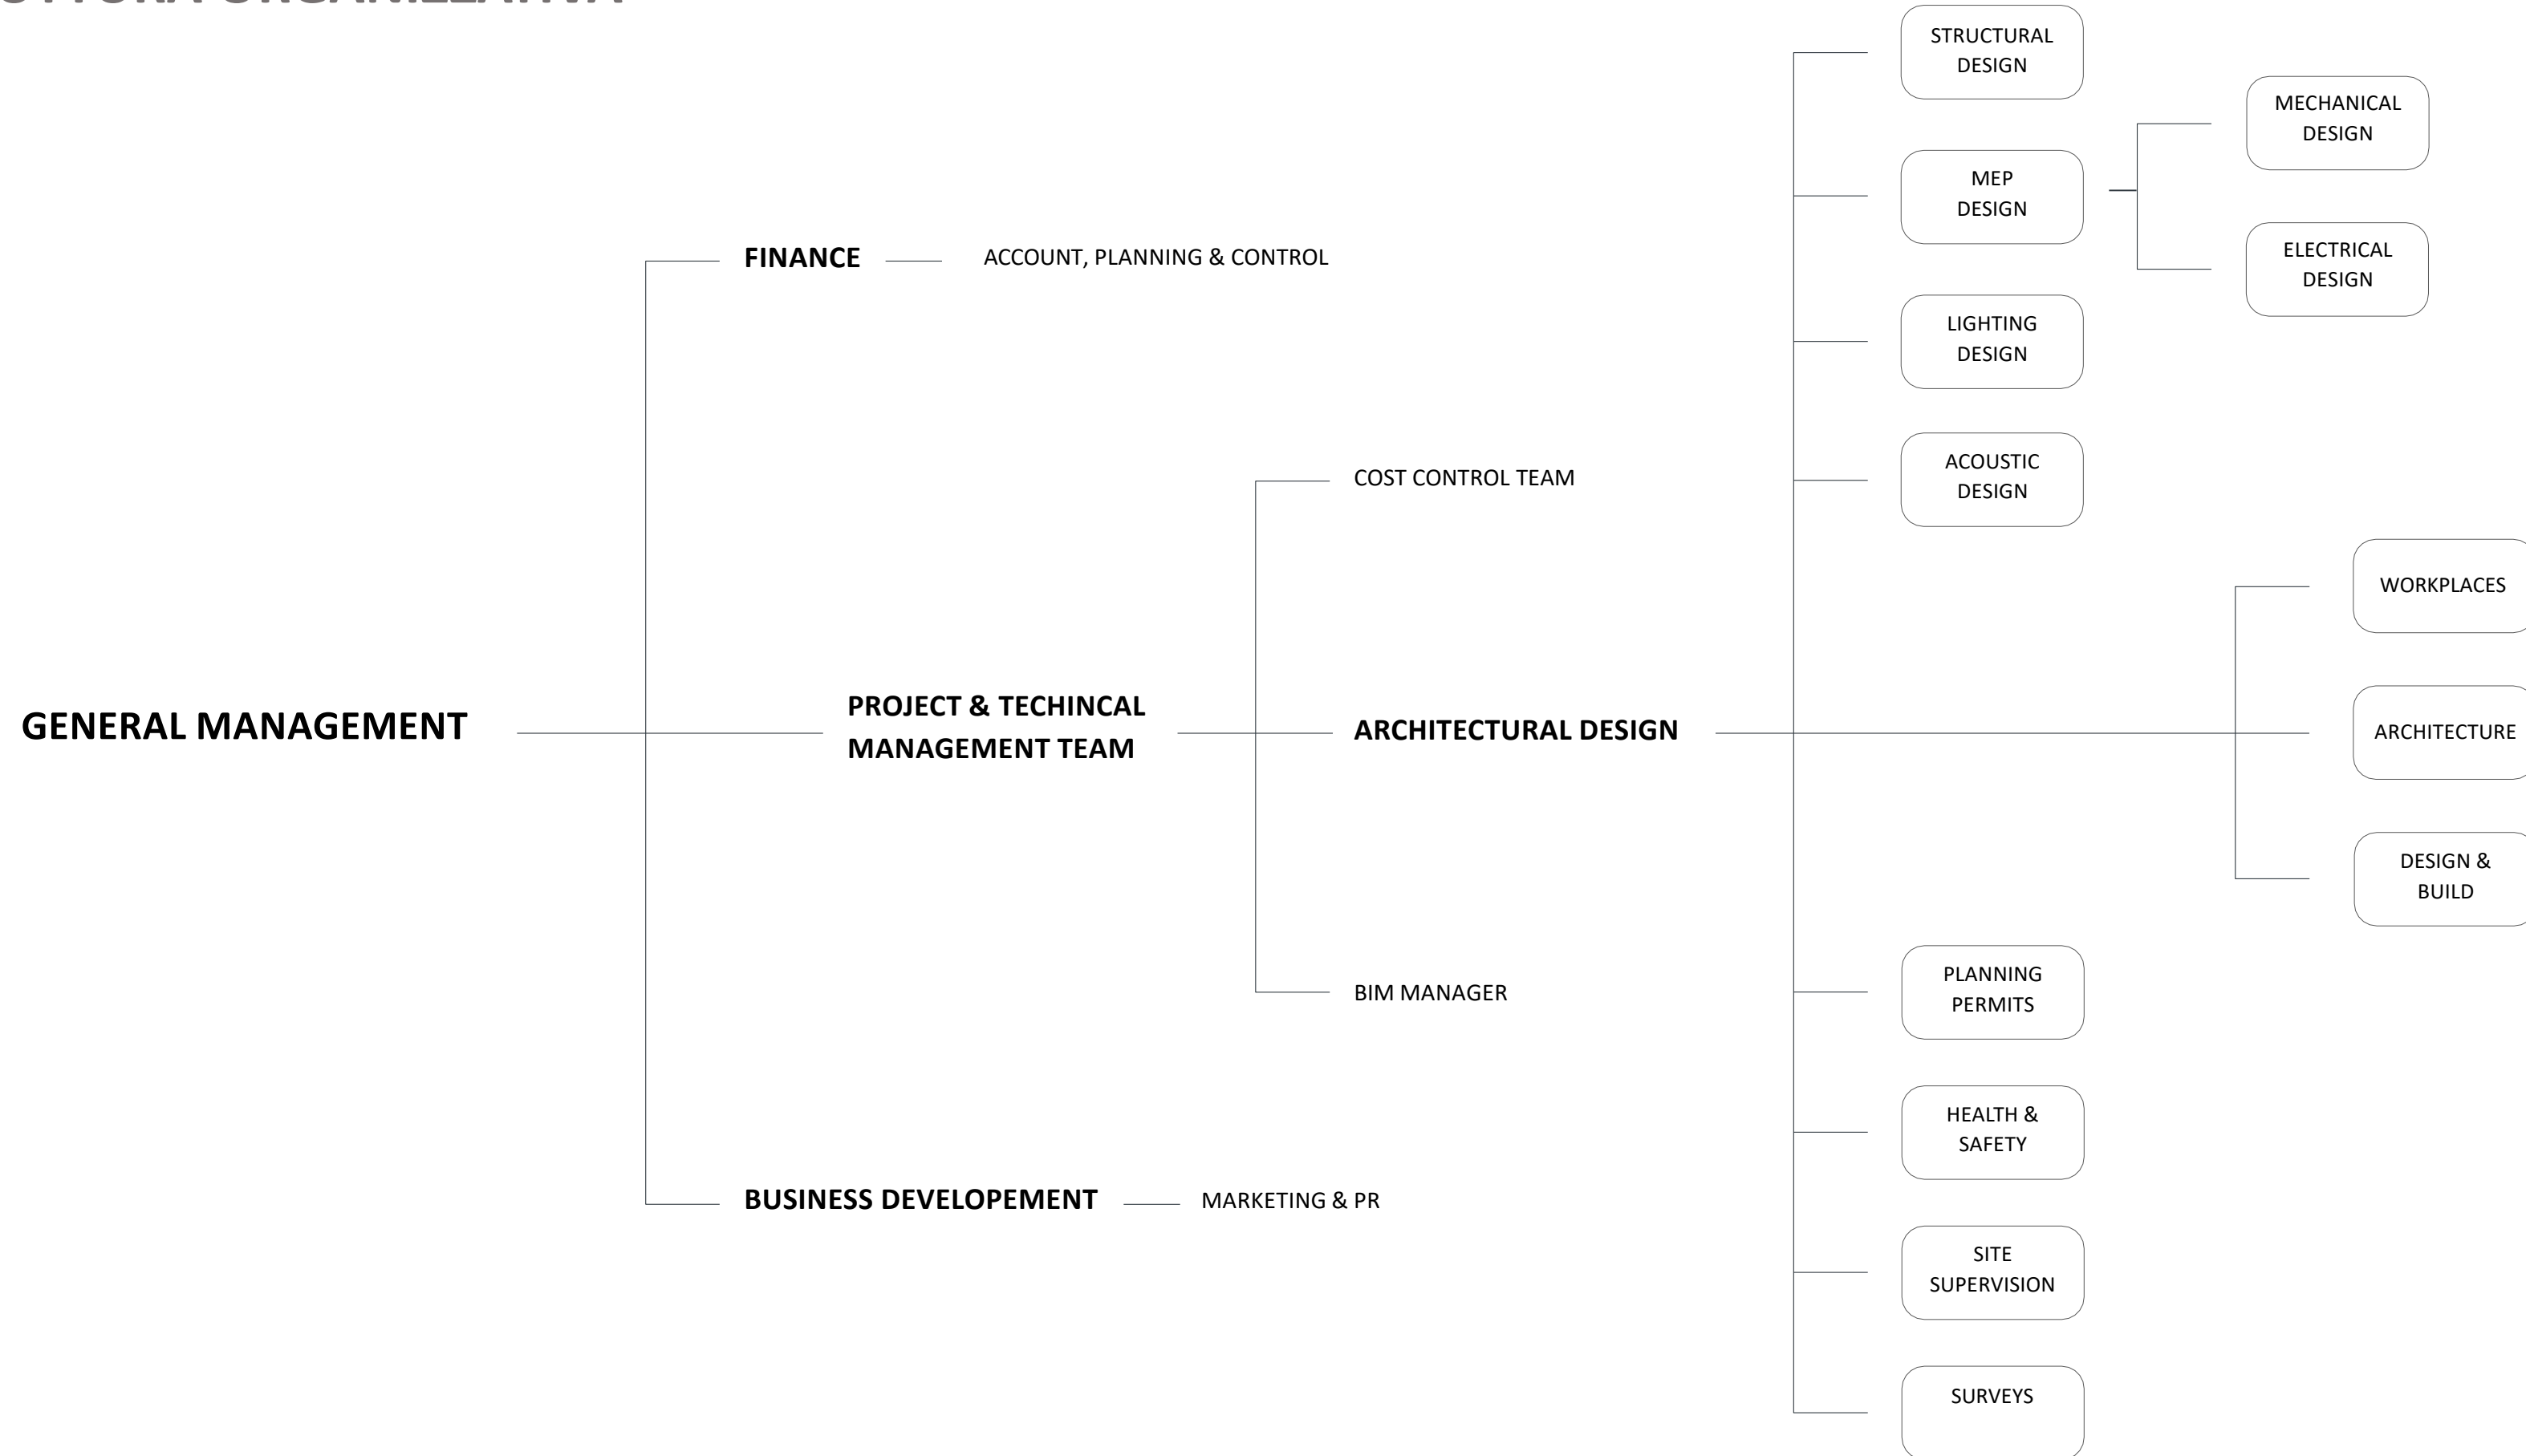 STRUCTURAL
DESIGN
MECHANICAL
DESIGN
MEP
DESIGN
FINANCE
ACCOUNT, PLANNING & CONTROL
ELECTRICAL
DESIGN
LIGHTING
DESIGN
COST CONTROL TEAM
ACOUSTIC
DESIGN
WORKPLACES
GENERAL MANAGEMENT
PROJECT & TECHINCAL
MANAGEMENT TEAM
ARCHITECTURAL DESIGN
ARCHITECTURE
DESIGN &
BUILD
BIM MANAGER
PLANNING
PERMITS
HEALTH &
SAFETY
BUSINESS DEVELOPEMENT
MARKETING & PR
SITE
SUPERVISION
SURVEYS